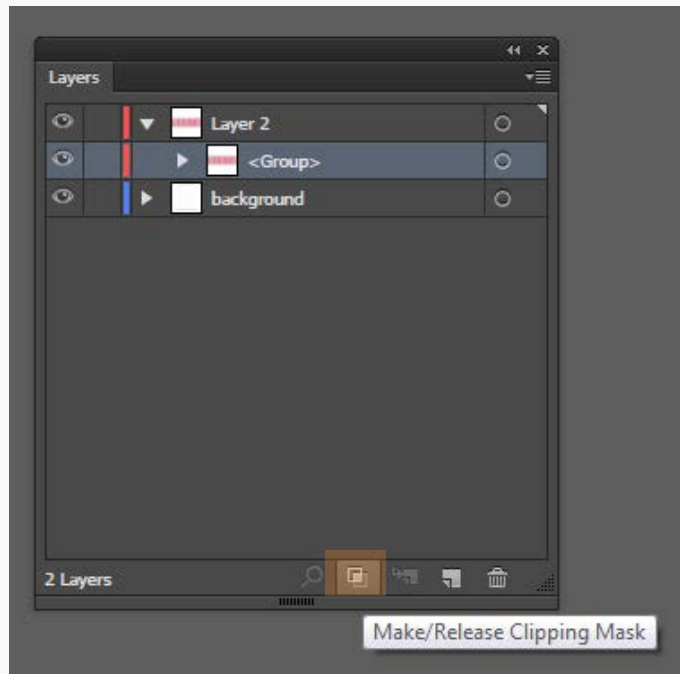 Layers
Layer 2
<Group>
background
2 Layers
Make/Release Clipping Mask